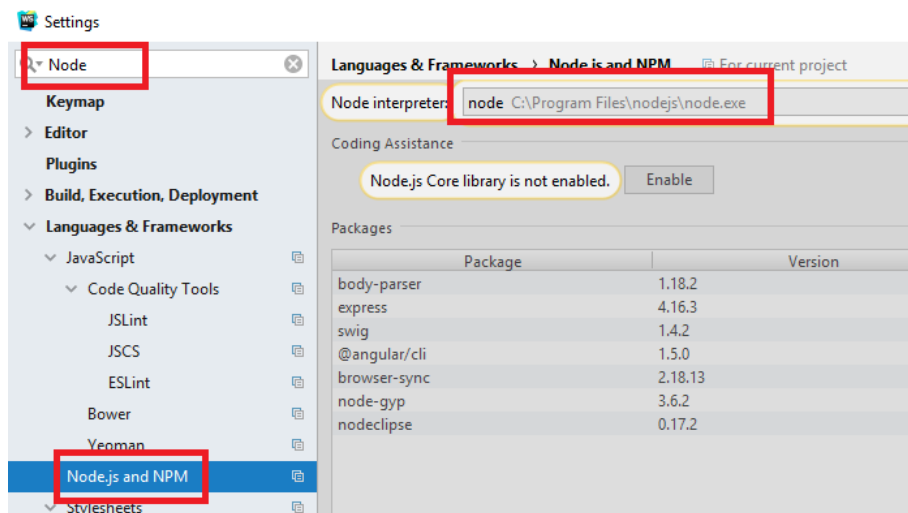 WS Settings
Node
Keymap
Editor
Plugins
Build, Execution, Deployment
Languages & Frameworks
JavaScript
Code Quality Tools
JSLint
JSCS
ESLint
Bower
Yeoman
Node.js and NPM
Stylesheets
Languages & Frameworks › Node.js and NPM For current project
Node interpreter: node C:\Program Files\nodejs\node.exe
Coding Assistance
Node.js Core library is not enabled. Enable
Packages
Package Version
body-parser 1.18.2
express 4.16.3
swig 1.4.2
@angular/cli 1.5.0
browser-sync 2.18.13
node-gyp 3.6.2
nodeclipse 0.17.2